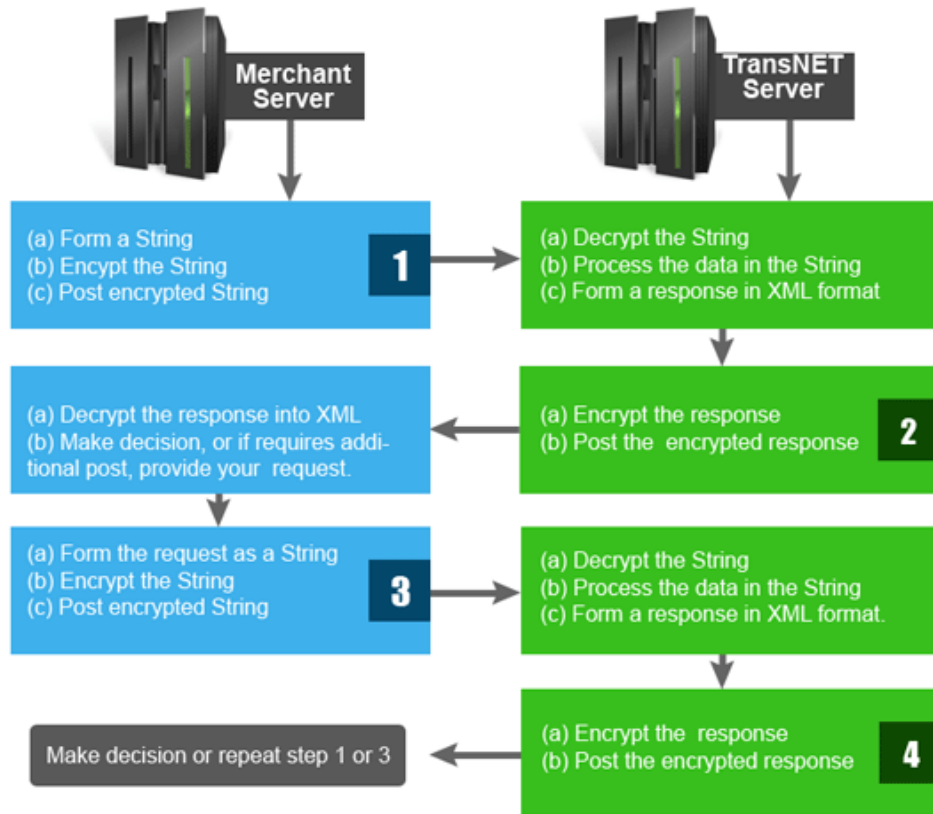 Merchant
Server
TransNET
Server
(a) Form a String
(b) Encypt the String
(c) Post encrypted String
1
(a) Decrypt the String
(b) Process the data in the String
(c) Form a response in XML format
(a) Decrypt the response into XML
(b) Make decision, or if requires addi-
tional post, provide your request.
(a) Encrypt the response
(b) Post the encrypted response
2
(a) Form the request as a String
(b) Encrypt the String
(c) Post encrypted String
3
(a) Decrypt the String
(b) Process the data in the String
(c) Form a response in XML format.
Make decision or repeat step 1 or 3
(a) Encrypt the response
(b) Post the encrypted response
4